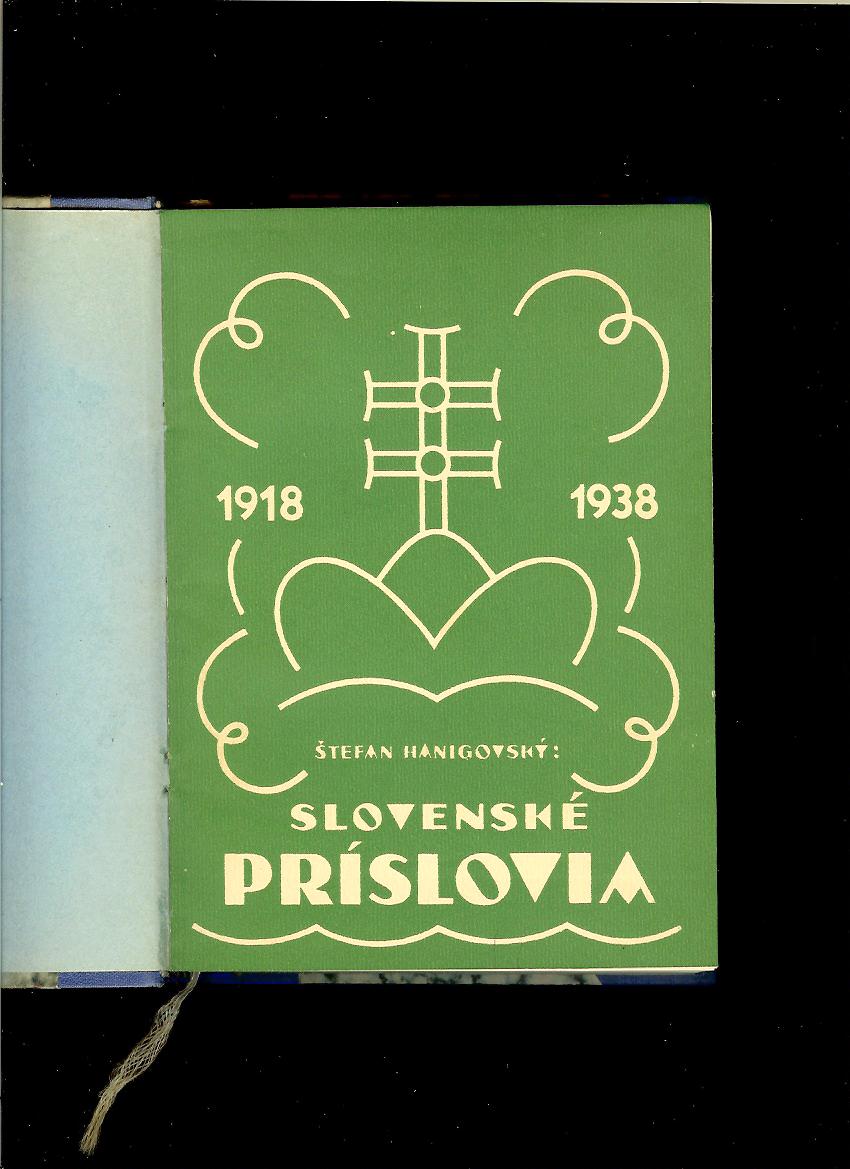 1918
1938
ŠTEFAN HANIGOVSKÝ:
SLOVENSKÉ
PRÍSLOVIA